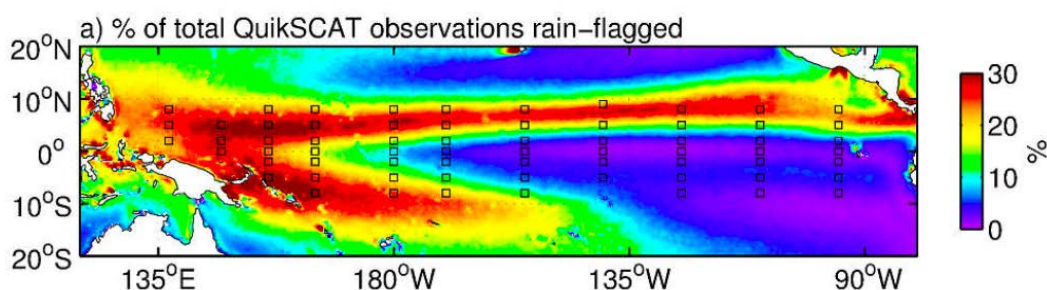 a) % of total QuikSCAT observations rain-flagged
20°N
10°N
0°
10°S
20°S
135°E
180°W
135°W
90°W
30
20
10
0
%